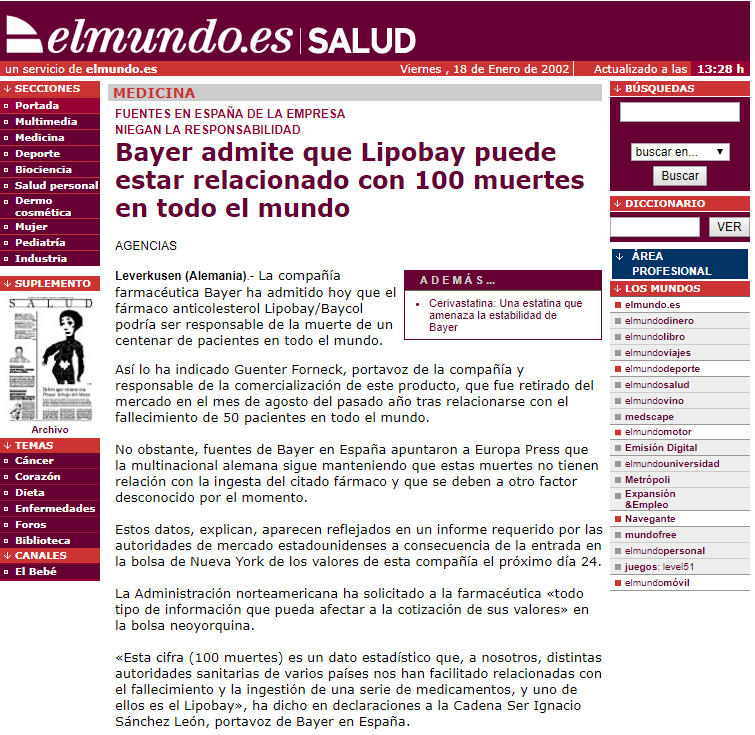 elmundo.es SALUD
un servicio de elmundo.es
Viernes , 18 de Enero de 2002
Actualizado a las 13:28 h
SECCIONES
Portada
Multimedia
Medicina
Deporte
Biociencia
Salud personal
Dermo
cosmética
Mujer
Pediatría
Industria
SUPLEMENTO
SALUD
Archivo
TEMAS
Cáncer
Corazón
Dieta
Enfermedades
Foros
Biblioteca
CANALES
El Bebé
MEDICINA
FUENTES EN ESPAÑA DE LA EMPRESA
NIEGAN LA RESPONSABILIDAD
Bayer admite que Lipobay puede
estar relacionado con 100 muertes
en todo el mundo
AGENCIAS
Leverkusen (Alemania).- La compañía
farmacéutica Bayer ha admitido hoy que el
fármaco anticolesterol Lipobay/Baycol
podría ser responsable de la muerte de un
centenar de pacientes en todo el mundo.
ADEMÁS...
Cerivastatina: Una estatina que
amenaza la estabilidad de
Bayer
Así lo ha indicado Guenter Forneck, portavoz de la compañía y
responsable de la comercialización de este producto, que fue retirado del
mercado en el mes de agosto del pasado año tras relacionarse con el
fallecimiento de 50 pacientes en todo el mundo.
No obstante, fuentes de Bayer en España apuntaron a Europa Press que
la multinacional alemana sigue manteniendo que estas muertes no tienen
relación con la ingesta del citado fármaco y que se deben a otro factor
desconocido por el momento.
Estos datos, explican, aparecen reflejados en un informe requerido por las
autoridades de mercado estadounidenses a consecuencia de la entrada en
la bolsa de Nueva York de los valores de esta compañía el próximo día 24.
La Administración norteamericana ha solicitado a la farmacéutica «todo
tipo de información que pueda afectar a la cotización de sus valores» en
la bolsa neoyorquina.
«Esta cifra (100 muertes) es un dato estadístico que, a nosotros, distintas
autoridades sanitarias de varios países nos han facilitado relacionadas con
el fallecimiento y la ingestión de una serie de medicamentos, y uno de
ellos es el Lipobay», ha dicho en declaraciones a la Cadena Ser Ignacio
Sánchez León, portavoz de Bayer en España.
BÚSQUEDAS
buscar en...
Buscar
DICCIONARIO
VER
ÁREA
PROFESIONAL
LOS MUNDOS
elmundo.es
elmundodinero
elmundolibro
elmundoviajes
elmundodeporte
elmundosalud
elmundovino
medscape
elmundomotor
Emisión Digital
elmundouniversidad
Metrópoli
Expansión
&Empleo
Navegante
mundofree
elmundopersonal
juegos: level51
elmundomóvil